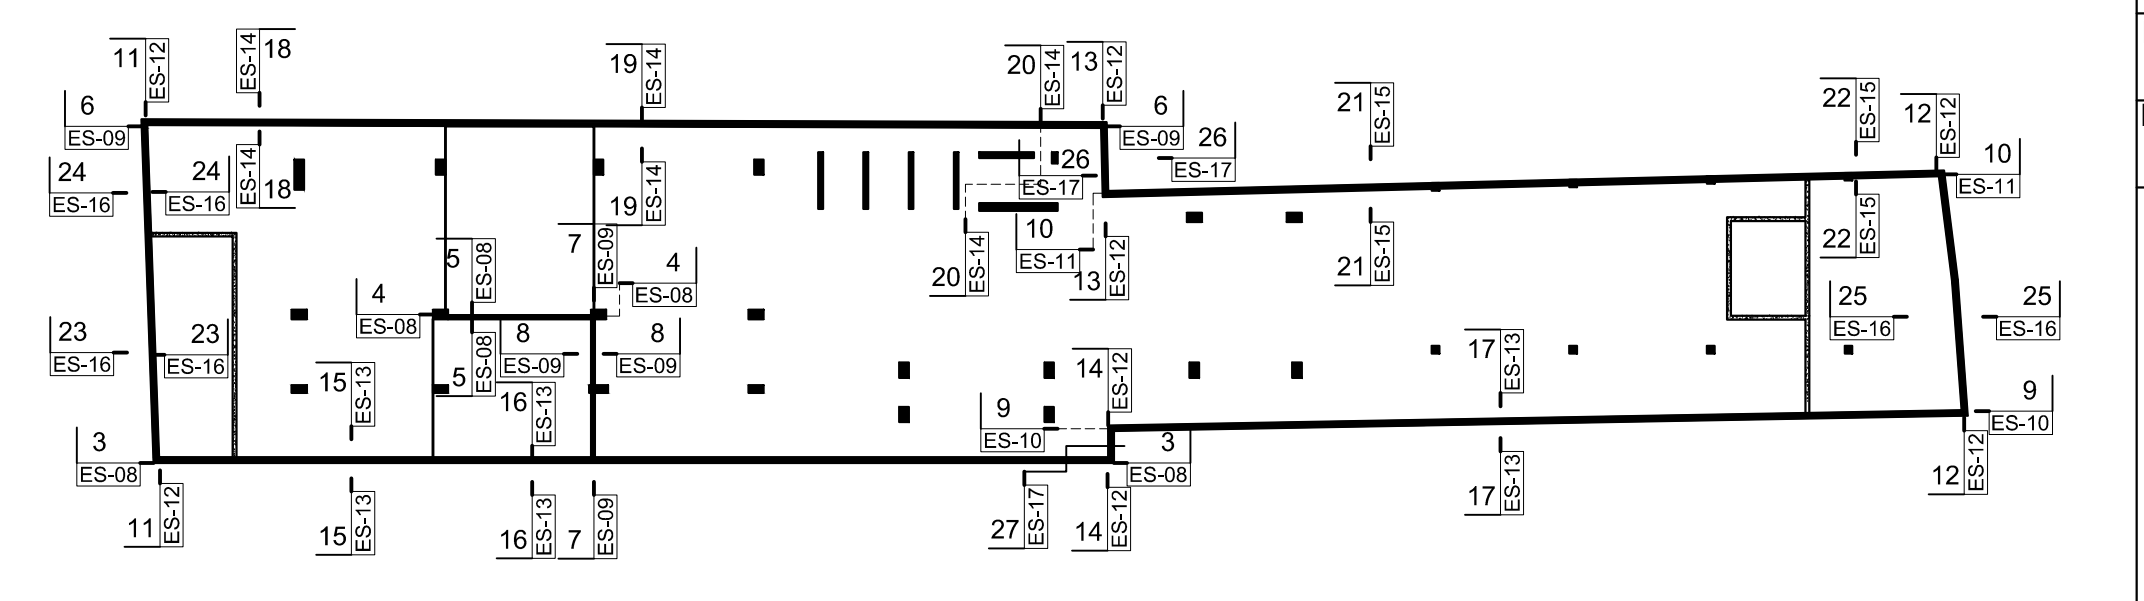 11
ES-12
18
ES-14
19
ES-14
20
ES-14
13
ES-12
21
ES-15
22
ES-15
12
ES-12
6
ES-09
6
ES-09
26
ES-17
10
ES-11
24
ES-16
24
ES-16
18
ES-14
19
ES-14
26
ES-17
22
ES-15
7
ES-09
5
ES-08
4
ES-08
20
ES-14
10
ES-11
13
ES-12
21
ES-15
4
ES-08
25
ES-16
25
ES-16
23
ES-16
23
ES-16
8
ES-09
8
ES-09
5
ES-08
15
ES-13
16
ES-13
14
ES-12
17
ES-13
9
ES-10
9
ES-10
3
ES-08
3
ES-08
11
ES-12
15
ES-13
16
ES-13
7
ES-09
27
ES-17
14
ES-12
17
ES-13
12
ES-12